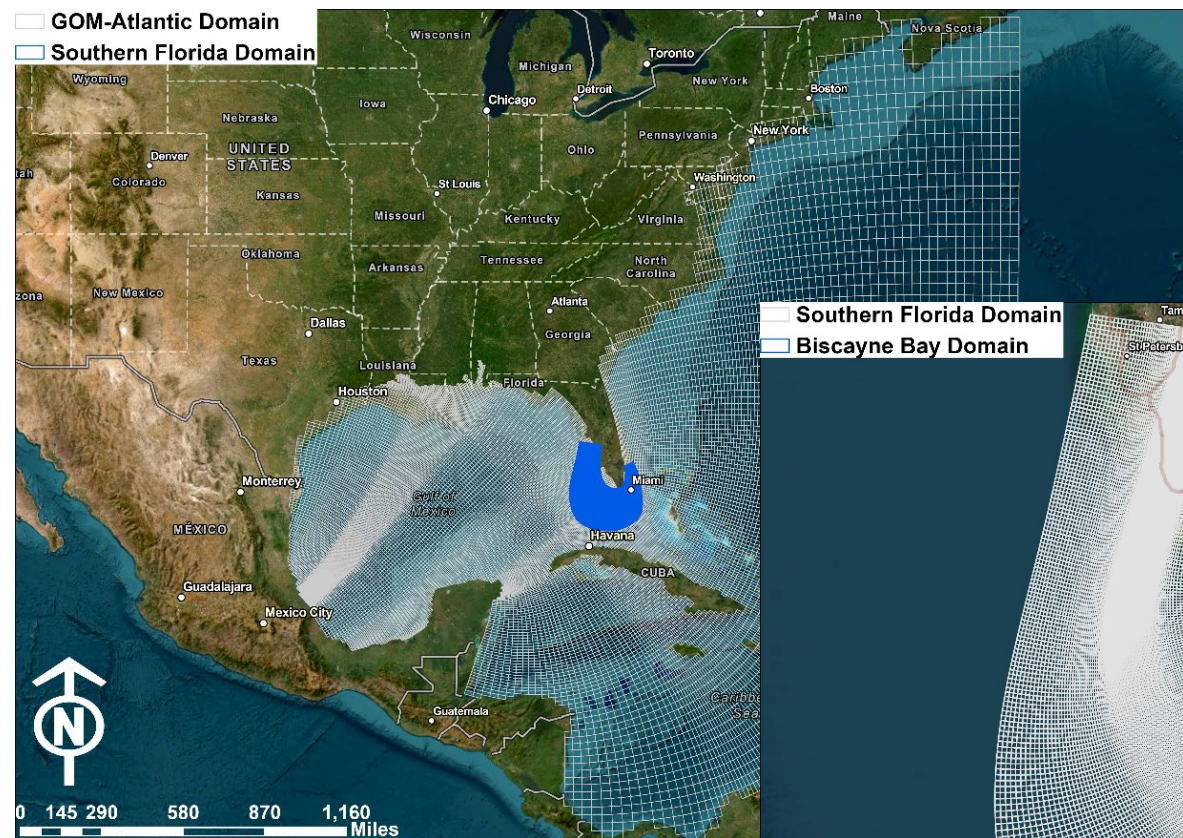 GOM-Atlantic Domain
Southern Florida Domain
Wisconsin
Maine
Nova Scotia
Toronto
Michigan
New York
Wyoming
Boston
Detroit
Chicago
Iowa
Nebraska
Pennsylvania
New York
UNITED
STATES
Ohio
Denver
Colorado
Washington
tah
St Louis
Kansas
Missouri
Kentucky
Virginia
Oklahoma
Tennessee
North
Carolina
Arkansas
New Mexico
zona
Atlanta
Georgia
Dallas
Texas
Louisiana
Florida
Houston
Monterrey
Gulf of
Mexico
Miami
MÉXICO
Havana
CUBA
Guadalajara
Mexico City
Caribbe
Sea
Guatemala
N
0 145 290 580 870 1,160
Miles
Southern Florida Domain
Biscayne Bay Domain
Tam
St Petersb